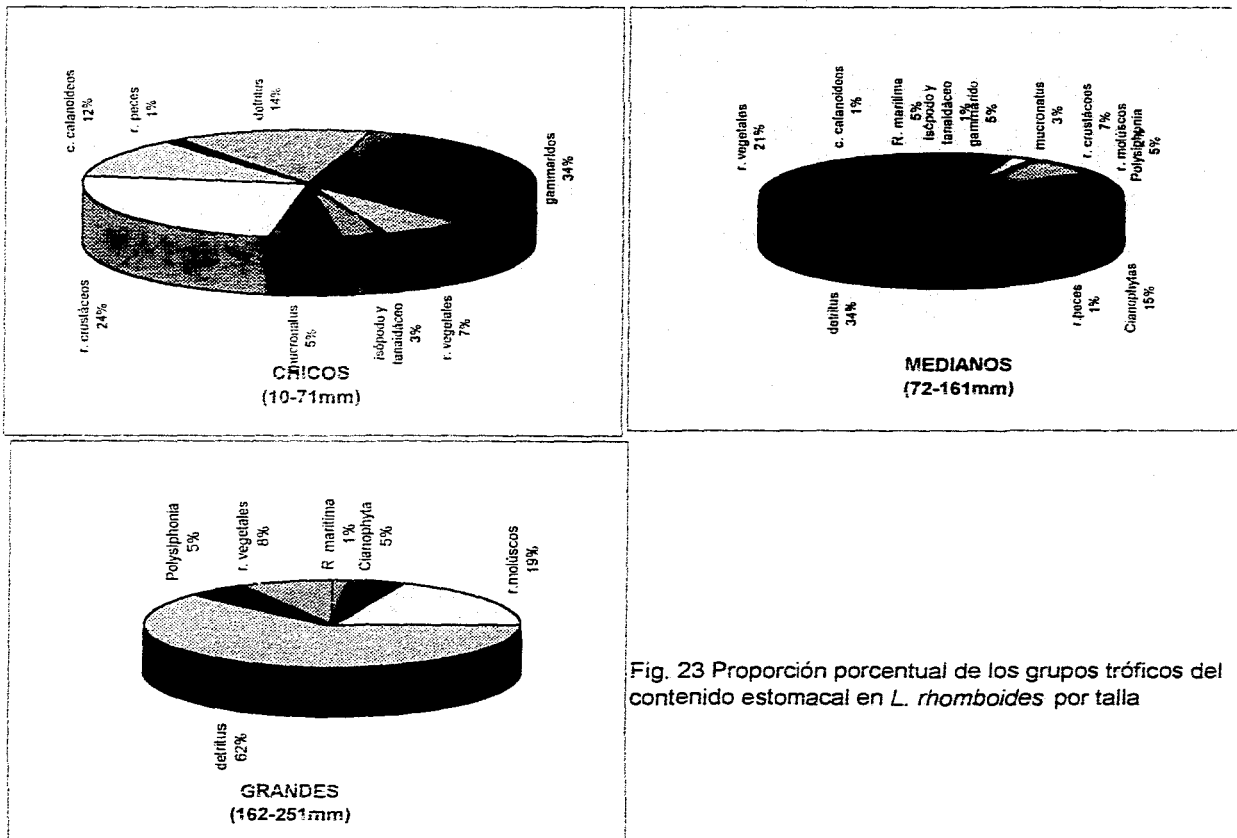 c. calanoideos
12%
r. peces
1%
detritus
14%
gammaridos
34%
r. crustáceos
24%
mucronatus
5%
isópodo y
tanaidáceo
3%
r. vegetales
7%
CHICOS
(10-71mm)
r. vegetales
21%
c. calanoideos
1%
R. maritima
5%
isópodo y
tanaidáceo
1%
gammárido
5%
mucronatus
3%
r. crustáceos
7%
r. molúscos
Polysiphonia
5%
detritus
34%
r.peces
1%
Cianophytas
15%
MEDIANOS
(72-161mm)
Polysiphonia
5%
r. vegetales
8%
R maritima
1%
Cianophyta
5%
r.molúscos
19%
detritus
62%
GRANDES
(162-251mm)
Fig. 23 Proporción porcentual de los grupos tróficos del
contenido estomacal en L. rhomboides por talla